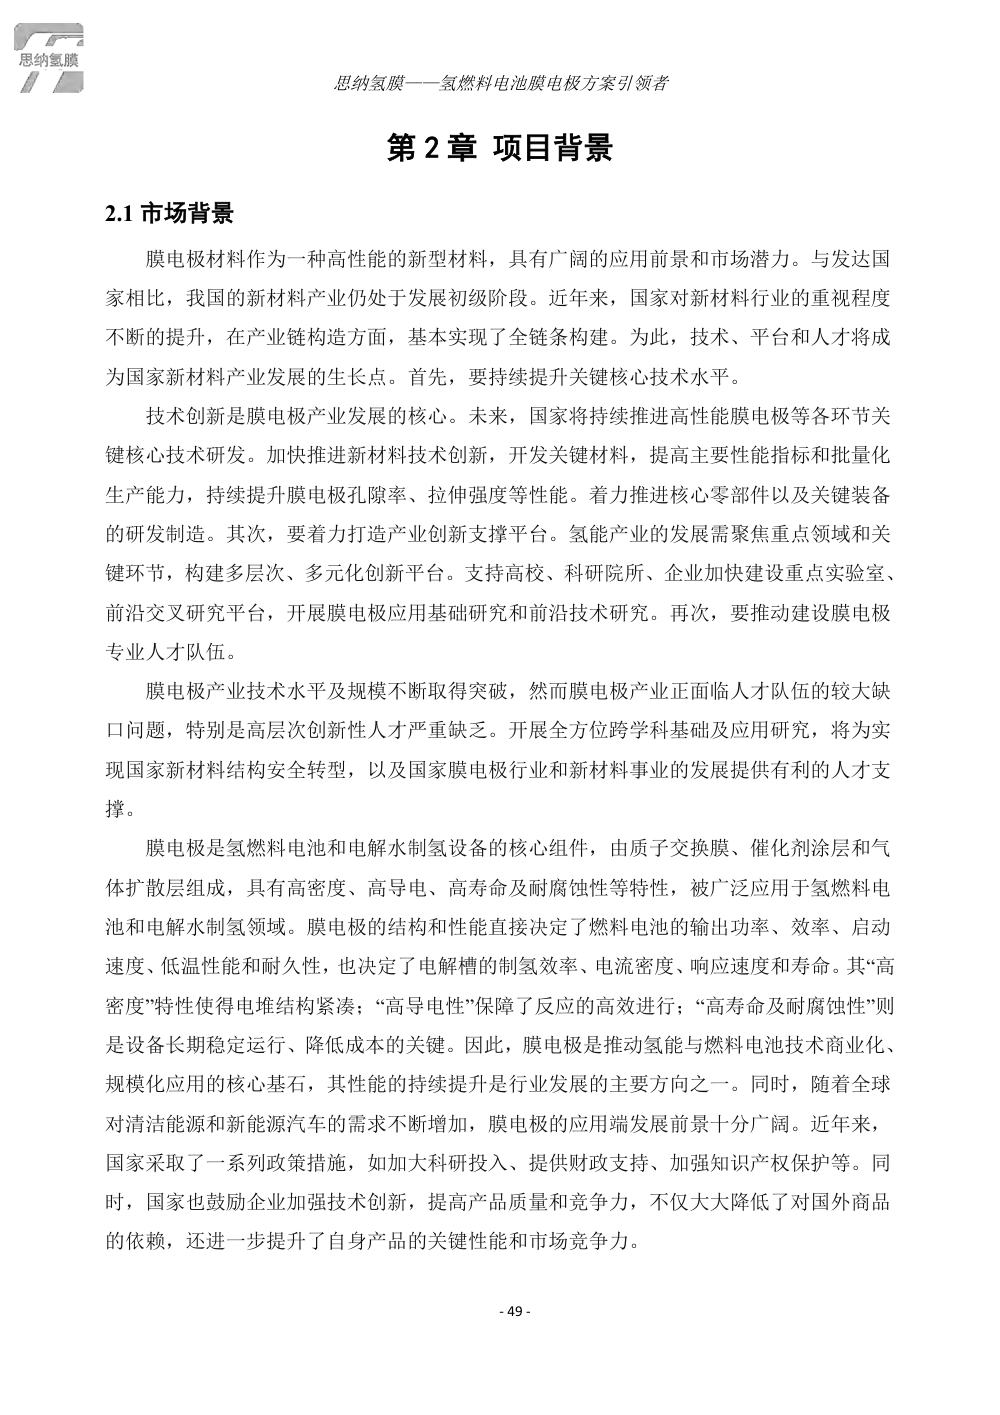 思纳氢膜
思纳氢膜——氢燃料电池膜电极方案引领者
第 2 章 项目背景
2.1 市场背景
膜电极材料作为一种高性能的新型材料，具有广阔的应用前景和市场潜力。与发达国
家相比，我国的新材料产业仍处于发展初级阶段。近年来，国家对新材料行业的重视程度
不断的提升，在产业链构造方面，基本实现了全链条构建。为此，技术、平台和人才将成
为国家新材料产业发展的生长点。首先，要持续提升关键核心技术水平。
技术创新是膜电极产业发展的核心。未来，国家将持续推进高性能膜电极等各环节关
键核心技术研发。加快推进新材料技术创新，开发关键材料，提高主要性能指标和批量化
生产能力，持续提升膜电极孔隙率、拉伸强度等性能。着力推进核心零部件以及关键装备
的研发制造。其次，要着力打造产业创新支撑平台。氢能产业的发展需聚焦重点领域和关
键环节，构建多层次、多元化创新平台。支持高校、科研院所、企业加快建设重点实验室、
前沿交叉研究平台，开展膜电极应用基础研究和前沿技术研究。再次，要推动建设膜电极
专业人才队伍。
膜电极产业技术水平及规模不断取得突破，然而膜电极产业正面临人才队伍的较大缺
口问题，特别是高层次创新性人才严重缺乏。开展全方位跨学科基础及应用研究，将为实
现国家新材料结构安全转型，以及国家膜电极行业和新材料事业的发展提供有利的人才支
撑。
膜电极是氢燃料电池和电解水制氢设备的核心组件，由质子交换膜、催化剂涂层和气
体扩散层组成，具有高密度、高导电、高寿命及耐腐蚀性等特性，被广泛应用于氢燃料电
池和电解水制氢领域。膜电极的结构和性能直接决定了燃料电池的输出功率、效率、启动
速度、低温性能和耐久性，也决定了电解槽的制氢效率、电流密度、响应速度和寿命。其“高
密度”特性使得电堆结构紧凑；“高导电性”保障了反应的高效进行；“高寿命及耐腐蚀性”则
是设备长期稳定运行、降低成本的关键。因此，膜电极是推动氢能与燃料电池技术商业化、
规模化应用的核心基石，其性能的持续提升是行业发展的主要方向之一。同时，随着全球
对清洁能源和新能源汽车的需求不断增加，膜电极的应用端发展前景十分广阔。近年来，
国家采取了一系列政策措施，如加大科研投入、提供财政支持、加强知识产权保护等。同
时，国家也鼓励企业加强技术创新，提高产品质量和竞争力，不仅大大降低了对国外商品
的依赖，还进一步提升了自身产品的关键性能和市场竞争力。
- 49 -